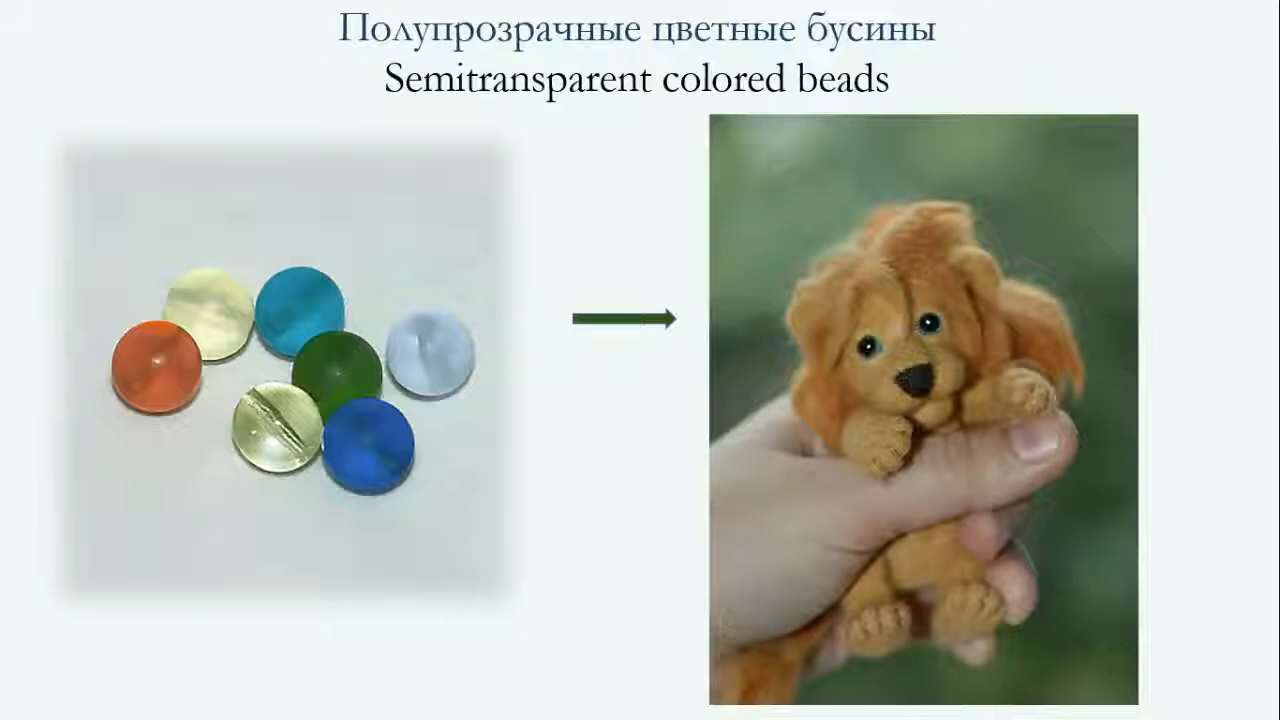 Полупрозрачные цветные бусины
Semitransparent colored beads